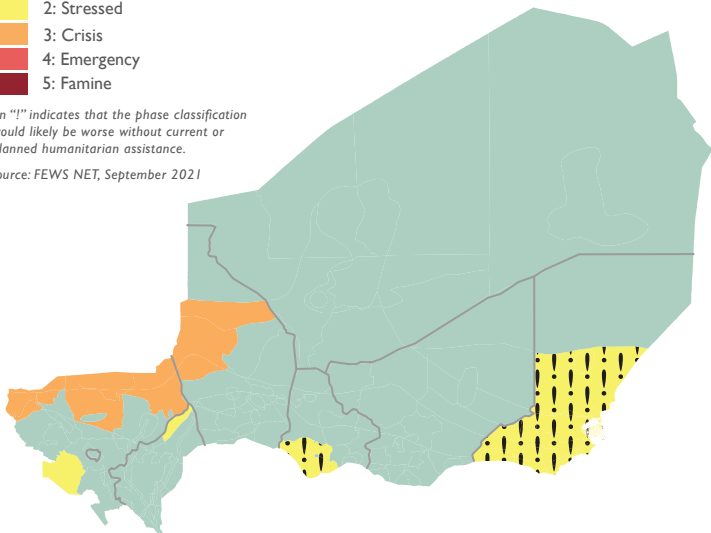 2: Stressed
3: Crisis
4: Emergency
5: Famine
n “!” indicates that the phase classification
ould likely be worse without current or
lanned humanitarian assistance.
ource: FEWS NET, September 2021